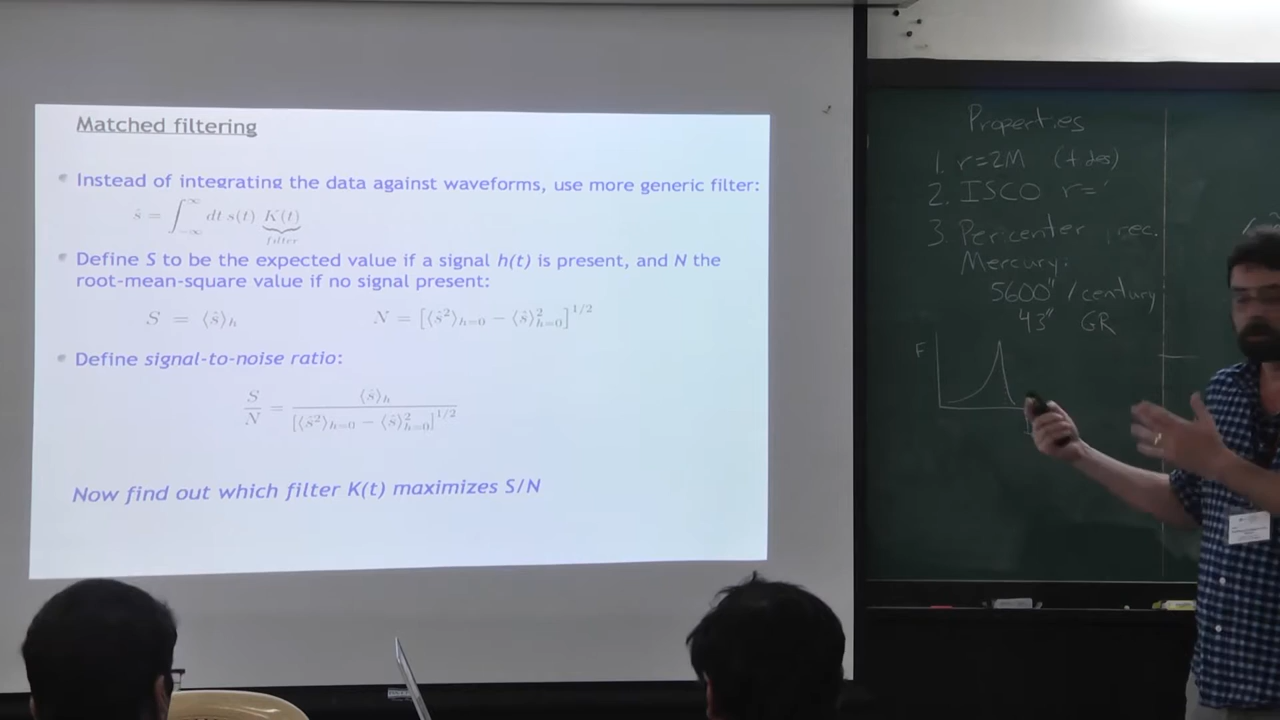 Matched filtering
Instead of integrating the data against waveforms, use more generic filter:
ŝ = ∫_{-∞}^{∞} dt s(t) K(t)
filter
Define S to be the expected value if a signal h(t) is present, and N the
root-mean-square value if no signal present:
S = ⟨ŝ⟩_h    N = [⟨ŝ²⟩_{h=0} − ⟨ŝ⟩²_{h=0}]^{1/2}
Define signal-to-noise ratio:
S/N = ⟨ŝ⟩_h / [⟨ŝ²⟩_{h=0} − ⟨ŝ⟩²_{h=0}]^{1/2}
Now find out which filter K(t) maximizes S/N
Properties
1. r=2M
2. ISCO r=
3. Pericenter rec.
Mercury:
5600" / century
43" GR
F